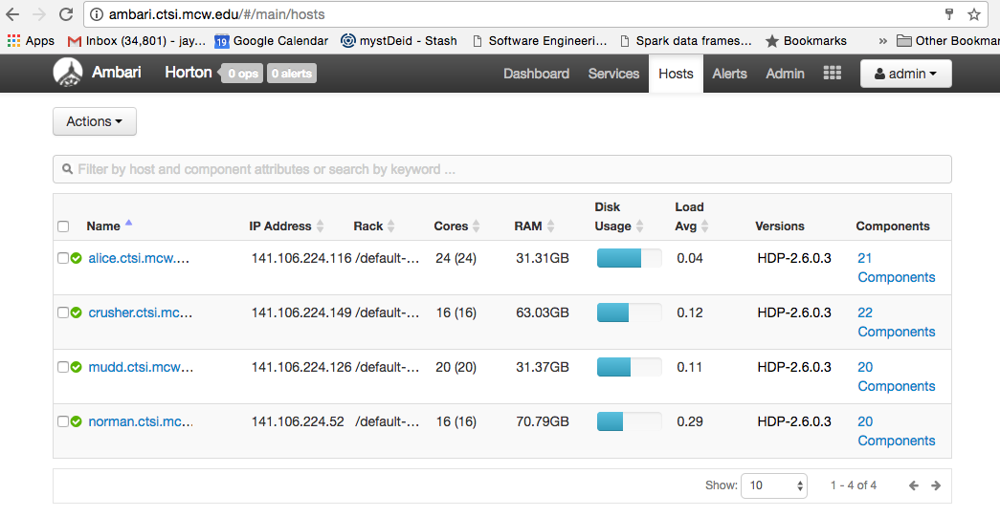 ambari.ctsi.mcw.edu/#/main/hosts
Apps Inbox (34,801) - jay... Google Calendar mystDeid - Stash Software Engineeri... Spark data frames... Bookmarks » Other Bookmar
Ambari Horton 0 ops 0 alerts Dashboard Services Hosts Alerts Admin admin
Actions
Filter by host and component attributes or search by keyword ...
Name IP Address Rack Cores RAM Disk Usage Load Avg Versions Components
alice.ctsi.mcw.... 141.106.224.116 /default-... 24 (24) 31.31GB 0.04 HDP-2.6.0.3 21 Components
crusher.ctsi.mc... 141.106.224.149 /default-... 16 (16) 63.03GB 0.12 HDP-2.6.0.3 22 Components
mudd.ctsi.mcw... 141.106.224.126 /default-... 20 (20) 31.37GB 0.11 HDP-2.6.0.3 20 Components
norman.ctsi.mc... 141.106.224.52 /default-... 16 (16) 70.79GB 0.29 HDP-2.6.0.3 20 Components
Show: 10 1 - 4 of 4